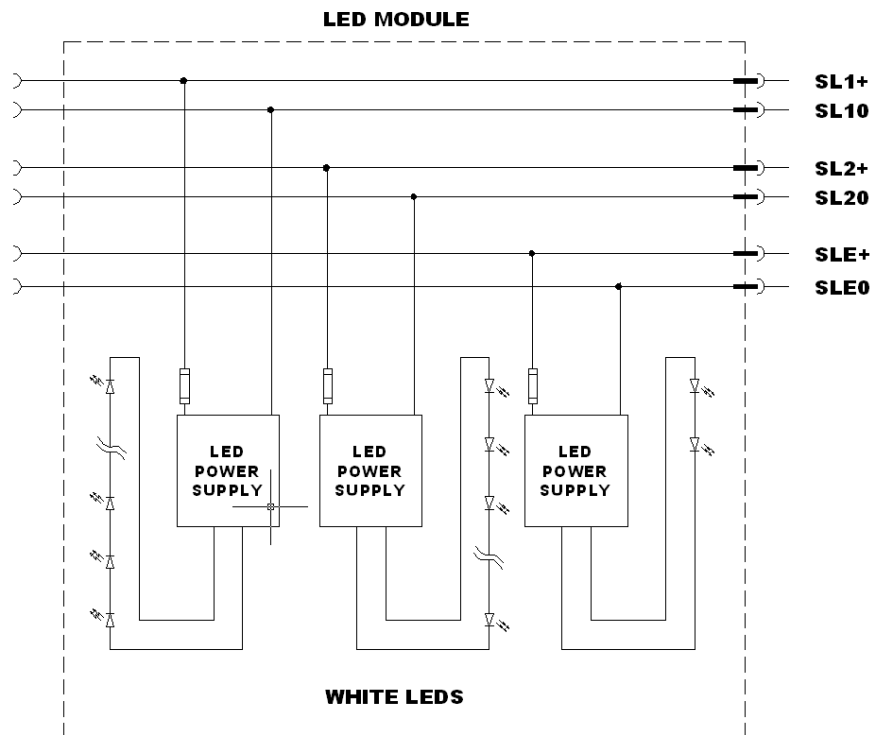 LED MODULE
SL1+
SL10
SL2+
SL20
SLE+
SLE0
LED
POWER
SUPPLY
LED
POWER
SUPPLY
LED
POWER
SUPPLY
WHITE LEDS